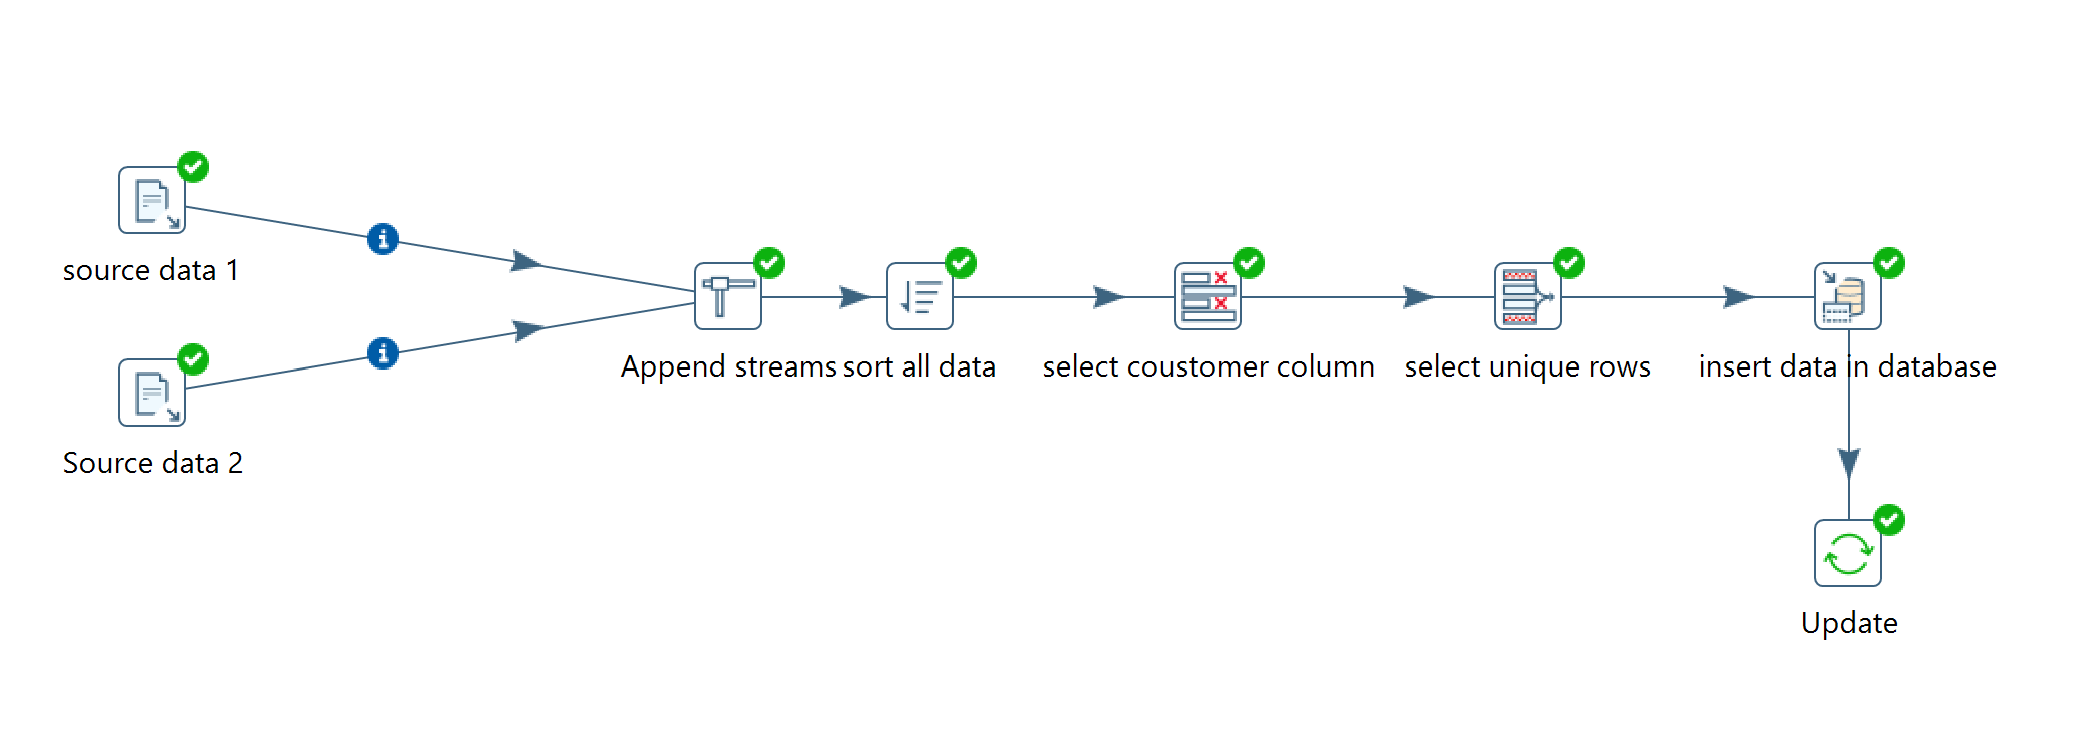 source data 1
Source data 2
Append streams
sort all data
select coustomer column
select unique rows
insert data in database
Update